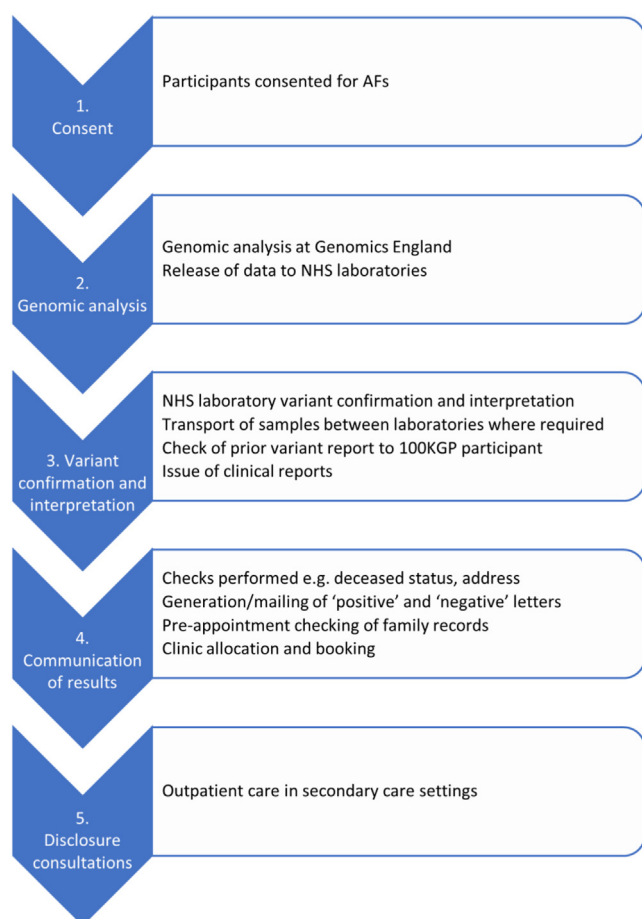 1.
Consent
Participants consented for AFs
2.
Genomic analysis
Genomic analysis at Genomics England
Release of data to NHS laboratories
3. Variant
confirmation and
interpretation
NHS laboratory variant confirmation and interpretation
Transport of samples between laboratories where required
Check of prior variant report to 100KGP participant
Issue of clinical reports
4.
Communication
of results
Checks performed e.g. deceased status, address
Generation/mailing of ‘positive’ and ‘negative’ letters
Pre-appointment checking of family records
Clinic allocation and booking
5.
Disclosure
consultations
Outpatient care in secondary care settings